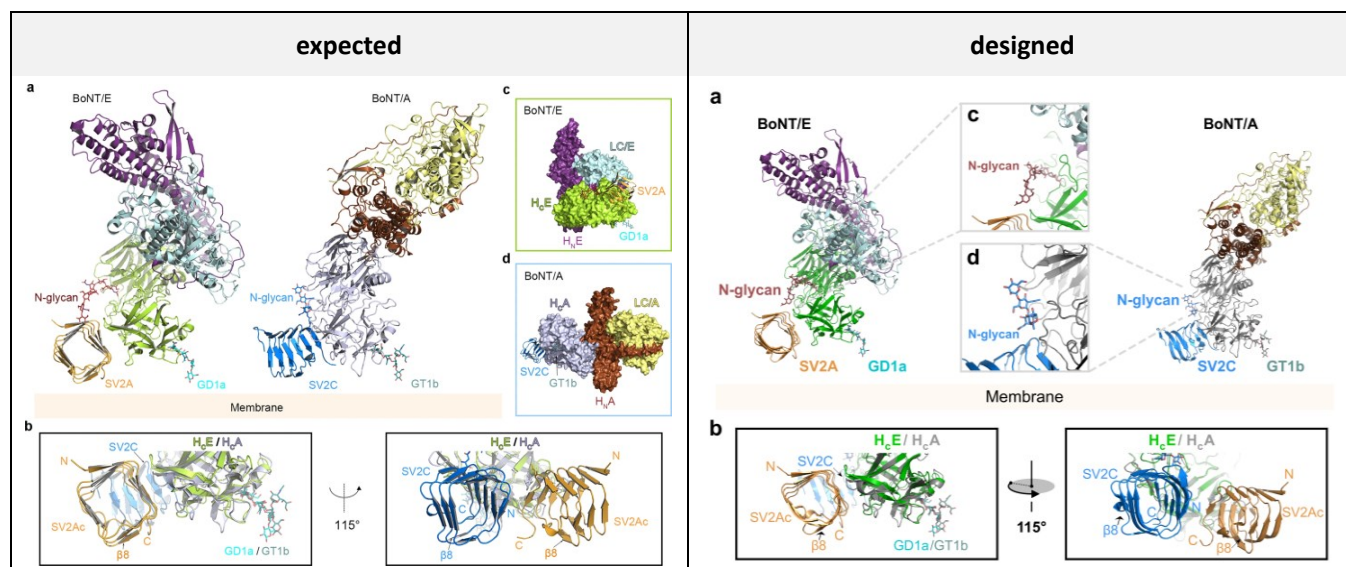 expected
designed
a
BoNT/E
BoNT/A
N-glycan
N-glycan
SV2A
GD1a
SV2C
GT1b
Membrane
c
BoNT/E
LC/E
SV2A
HCE
GD1a
HNE
d
BoNT/A
HCA
LC/A
SV2C
GT1b
HNA
b
N
SV2C
HCE / HCA
SV2Ac
β8
C
GD1a / GT1b
115°
HCE / HCA
SV2C
N
N
SV2Ac
β8
C
β8
a
BoNT/E
c
N-glycan
BoNT/A
d
N-glycan
N-glycan
N-glycan
SV2A
GD1a
SV2C
GT1b
Membrane
b
N
SV2C
HCE / HCA
SV2Ac
β8
C
GD1a/GT1b
115°
HCE / HCA
SV2C
N
C
N
β8
C
β8
SV2Ac